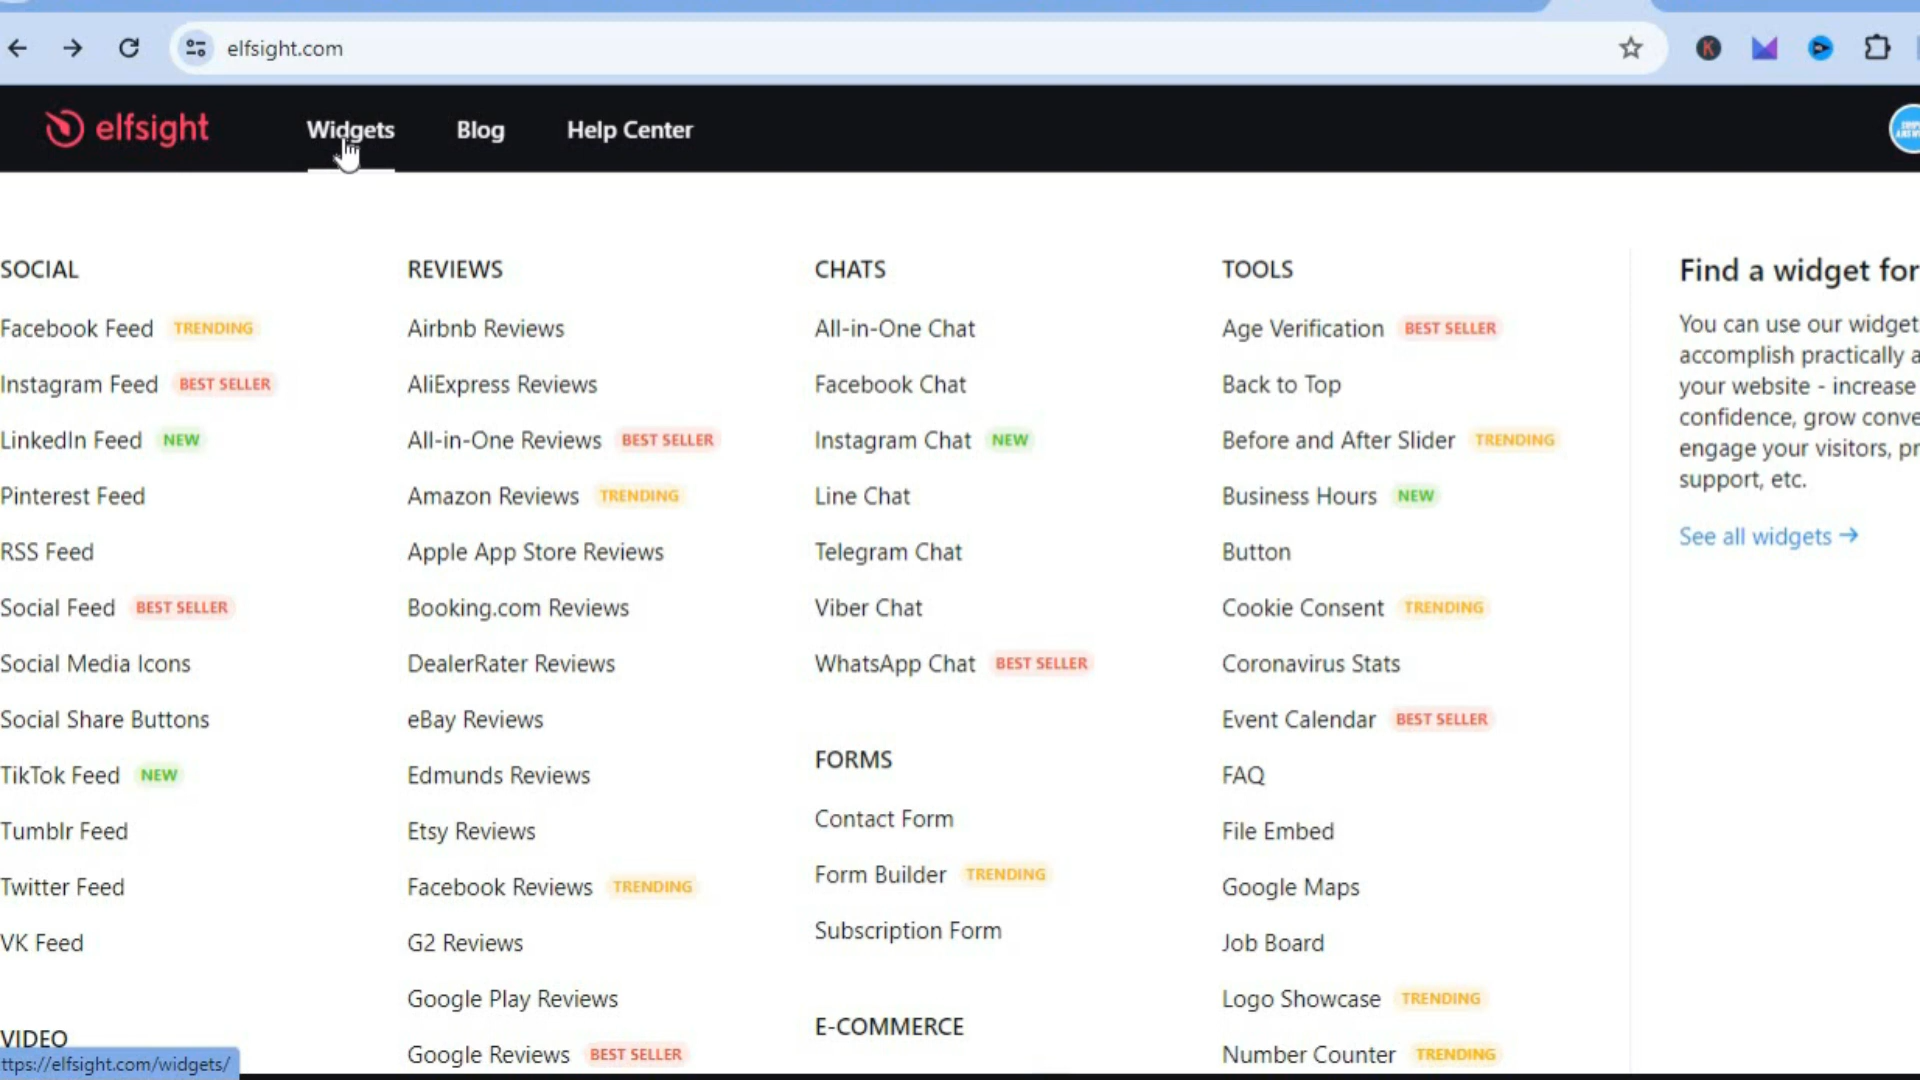 elfsight.com
elfsight
Widgets
Blog
Help Center
SOCIAL
Facebook Feed TRENDING
Instagram Feed BEST SELLER
LinkedIn Feed NEW
Pinterest Feed
RSS Feed
Social Feed BEST SELLER
Social Media Icons
Social Share Buttons
TikTok Feed NEW
Tumblr Feed
Twitter Feed
VK Feed
VIDEO
REVIEWS
Airbnb Reviews
AliExpress Reviews
All-in-One Reviews BEST SELLER
Amazon Reviews TRENDING
Apple App Store Reviews
Booking.com Reviews
DealerRater Reviews
eBay Reviews
Edmunds Reviews
Etsy Reviews
Facebook Reviews TRENDING
G2 Reviews
Google Play Reviews
Google Reviews BEST SELLER
CHATS
All-in-One Chat
Facebook Chat
Instagram Chat NEW
Line Chat
Telegram Chat
Viber Chat
WhatsApp Chat BEST SELLER
FORMS
Contact Form
Form Builder TRENDING
Subscription Form
E-COMMERCE
TOOLS
Age Verification BEST SELLER
Back to Top
Before and After Slider TRENDING
Business Hours NEW
Button
Cookie Consent TRENDING
Coronavirus Stats
Event Calendar BEST SELLER
FAQ
File Embed
Google Maps
Job Board
Logo Showcase TRENDING
Number Counter TRENDING
Find a widget for
You can use our widget
accomplish practically a
your website - increase
confidence, grow conve
engage your visitors, pr
support, etc.
See all widgets →
ttps://elfsight.com/widgets/